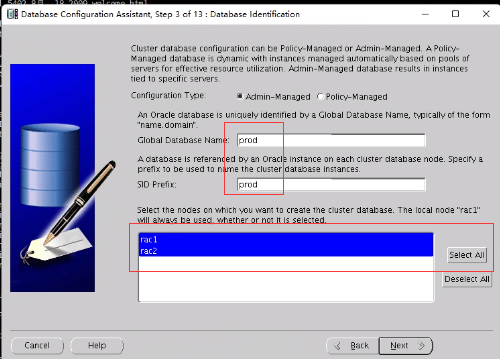 5402 8月 18 2009 welcome.html
Database Configuration Assistant, Step 3 of 13 : Database Identification
Cluster database configuration can be Policy-Managed or Admin-Managed. A Policy-
Managed database is dynamic with instances managed automatically based on pools of
servers for effective resource utilization. Admin-Managed database results in instances
tied to specific servers.
Configuration Type: Admin-Managed Policy-Managed
An Oracle database is uniquely identified by a Global Database Name, typically of the form
"name.domain".
Global Database Name: prod
A database is referenced by an Oracle instance on each cluster database node. Specify a
prefix to be used to name the cluster database instances.
SID Prefix: prod
Select the nodes on which you want to create the cluster database. The local node "rac1"
will always be used, whether or not it is selected.
rac1
rac2
Select All
Deselect All
Cancel Help Back Next